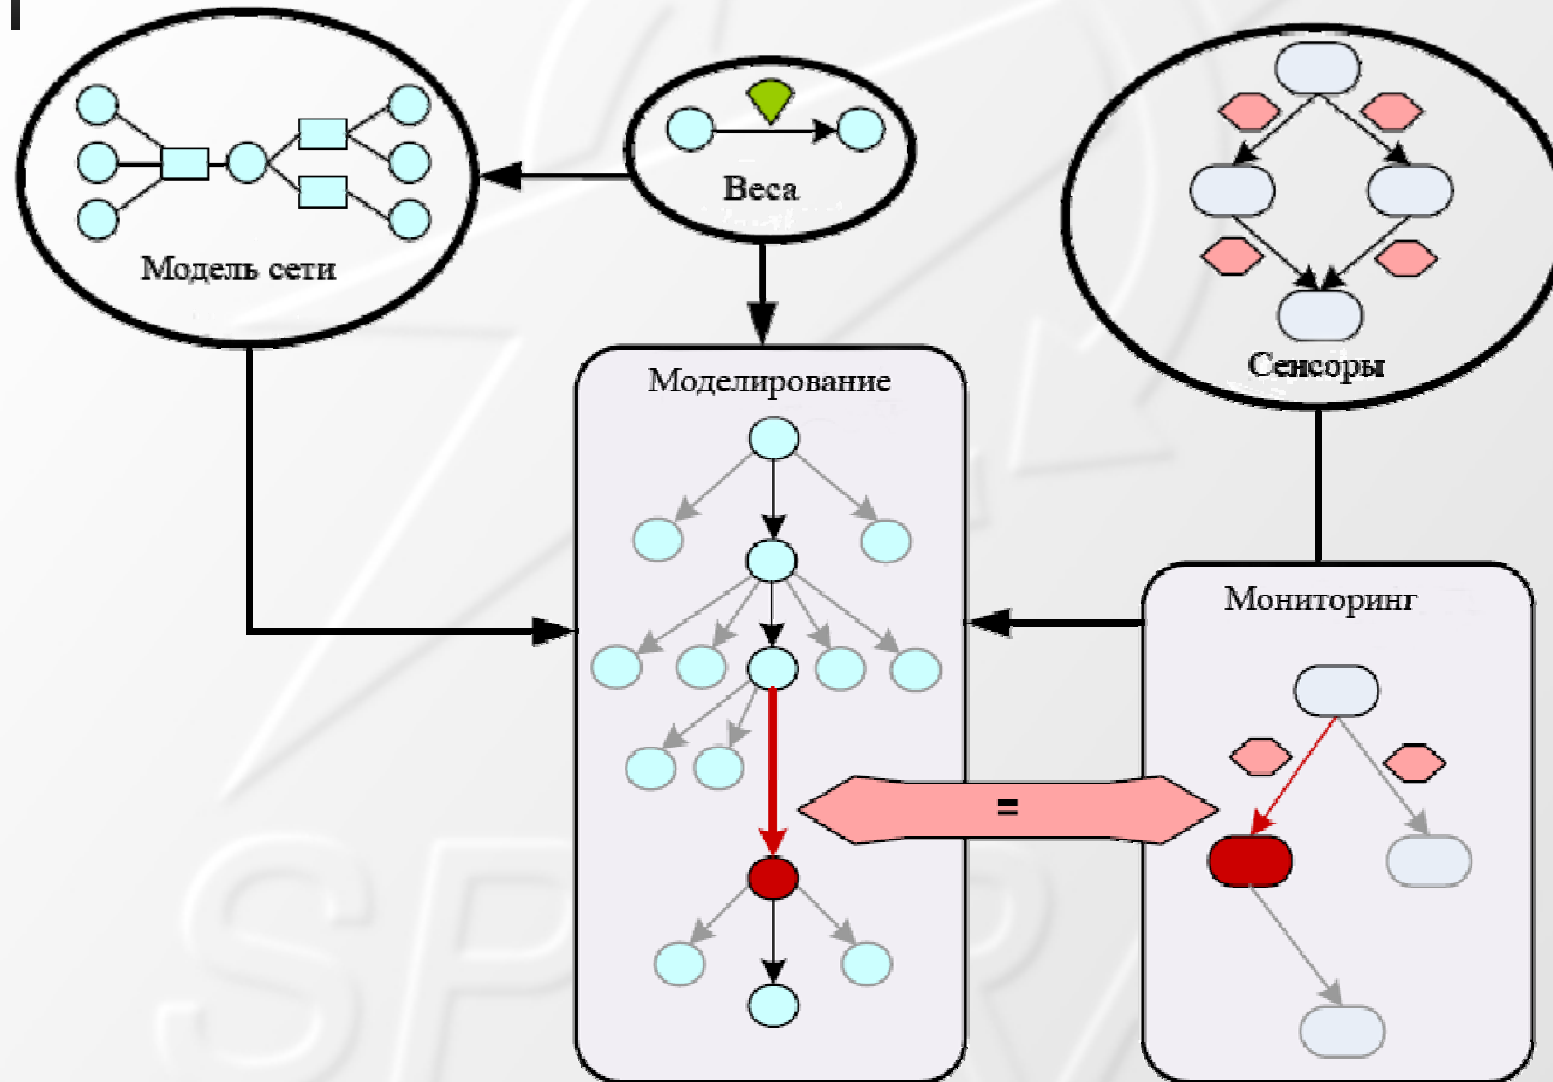 Веса
Модель сети
Сенсоры
Моделирование
Мониторинг
=